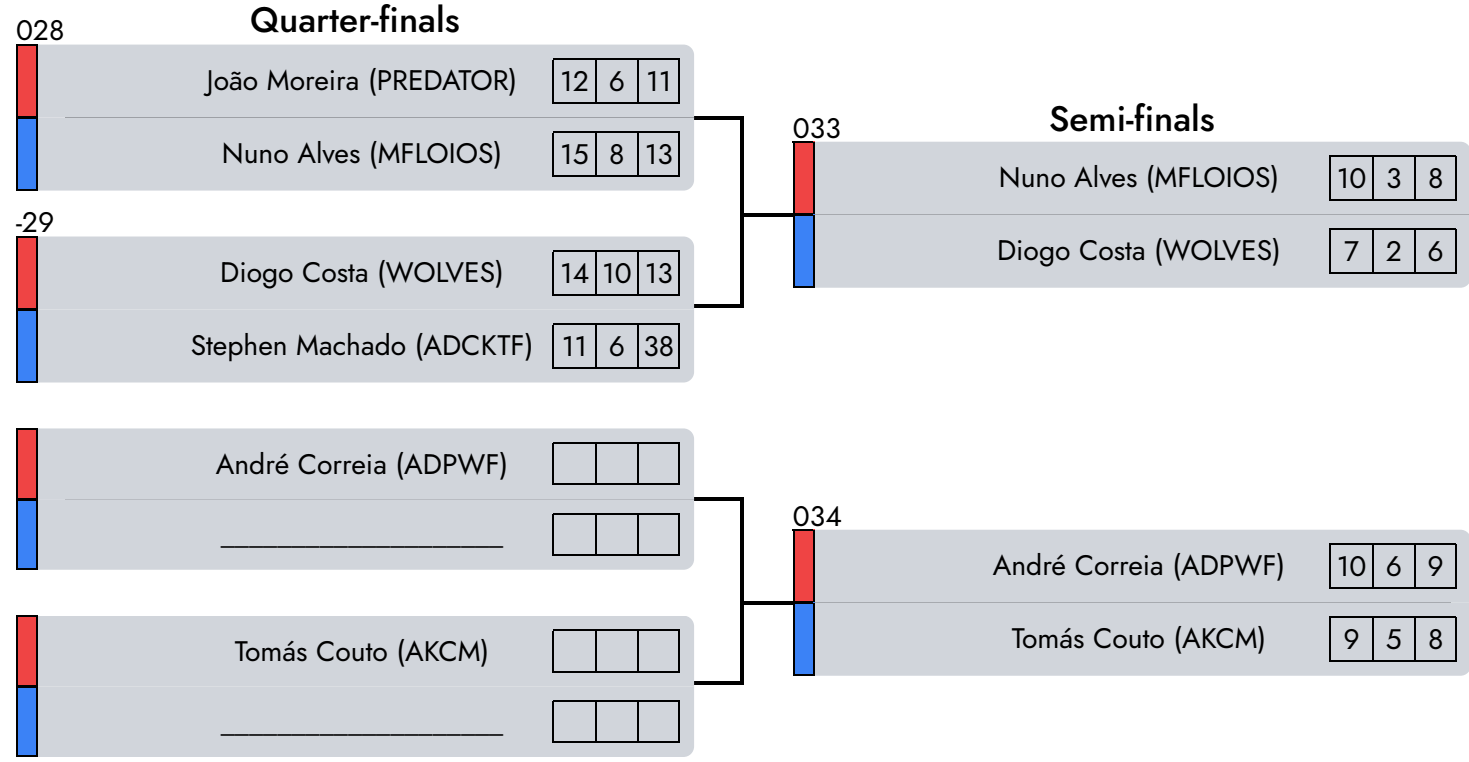 Quarter-finals
028
João Moreira (PREDATOR) 12 6 11
Nuno Alves (MFLOIOS) 15 8 13
-29
Diogo Costa (WOLVES) 14 10 13
Stephen Machado (ADCKTF) 11 6 38
André Correia (ADPWF)
____________________
Tomás Couto (AKCM)
____________________
Semi-finals
033
Nuno Alves (MFLOIOS) 10 3 8
Diogo Costa (WOLVES) 7 2 6
034
André Correia (ADPWF) 10 6 9
Tomás Couto (AKCM) 9 5 8